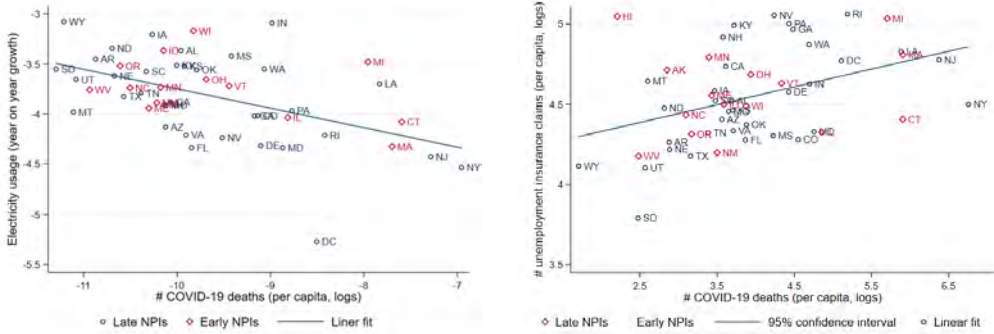 Electricity usage (year on year growth)
-3
-3.5
-4
-4.5
-5
-5.5
WY
IN
IA
WI
ND
ID
AL
AR
MS
SD
OR
SC
OK
WA
MI
UT
NE
OH
LA
WV
NC
MN
VT
TX
TN
MT
ME
PA
IL
CT
AZ
VA
NV
RI
FL
DE
MD
MA
NJ
NY
DC
-11
-10
-9
-8
-7
# COVID-19 deaths (per capita, logs)
Late NPIs
Early NPIs
Liner fit
# unemployment insurance claims (per capita, logs)
5
4.5
4
3.5
HI
NV
RI
MI
KY
PA
GA
NH
WA
LA
MN
CA
DC
NJ
AK
OH
MT
VT
IN
IA
DE
ND
WI
NY
NC
AZ
OK
CT
OR
TN
VA
MS
AR
FL
CO
NE
WV
TX
NM
WY
UT
SD
2.5
3.5
4.5
5.5
6.5
# COVID-19 deaths (per capita, logs)
Late NPIs
Early NPIs
95% confidence interval
Linear fit